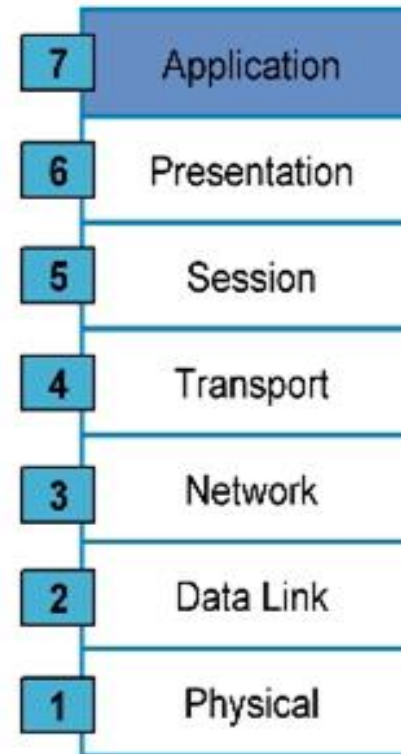 7 Application
6 Presentation
5 Session
4 Transport
3 Network
2 Data Link
1 Physical